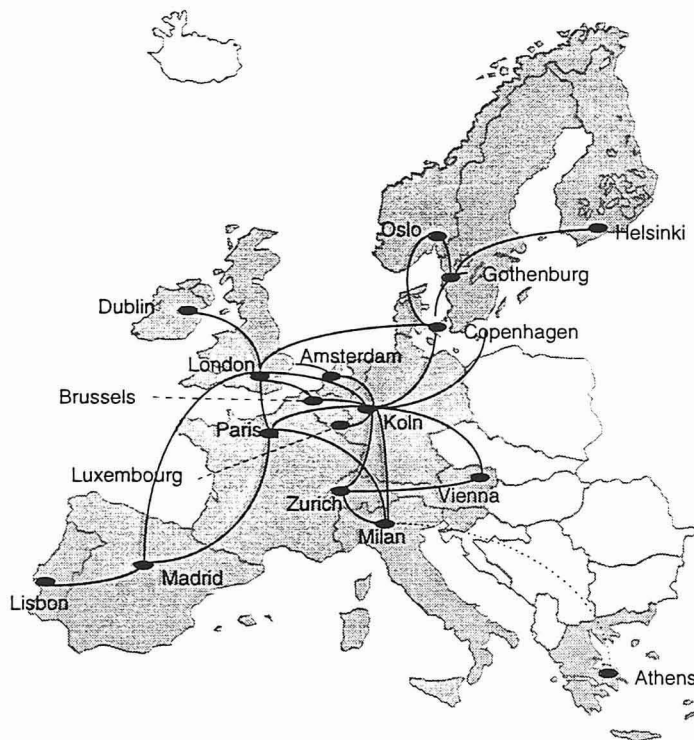 Oslo
Helsinki
Gothenburg
Dublin
Copenhagen
London
Amsterdam
Brussels
Paris
Koln
Luxembourg
Zurich
Vienna
Milan
Madrid
Lisbon
Athens